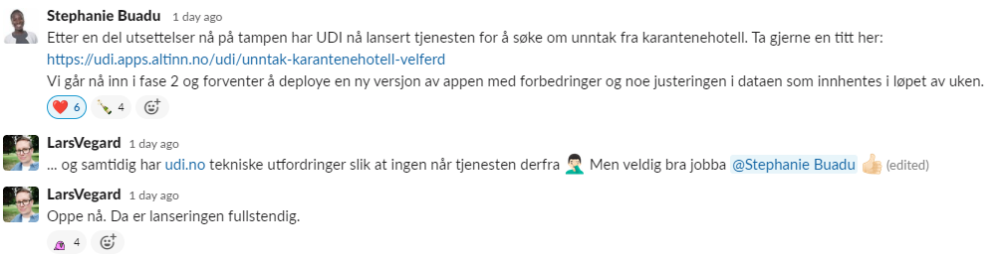 Stephanie Buadu 1 day ago
Etter en del utsettelser nå på tampen har UDI nå lansert tjenesten for å søke om unntak fra karantenehotell. Ta gjerne en titt her:
https://udi.apps.altinn.no/udi/unntak-karantenehotell-velferd
Vi går nå inn i fase 2 og forventer å deploye en ny versjon av appen med forbedringer og noe justeringen i dataen som innhentes i løpet av uken.
6 4
LarsVegard 1 day ago
... og samtidig har udi.no tekniske utfordringer slik at ingen når tjenesten derfra 🤦🏻‍♂️ Men veldig bra jobba @Stephanie Buadu 👍🏼 (edited)
LarsVegard 1 day ago
Oppe nå. Da er lanseringen fullstendig.
4